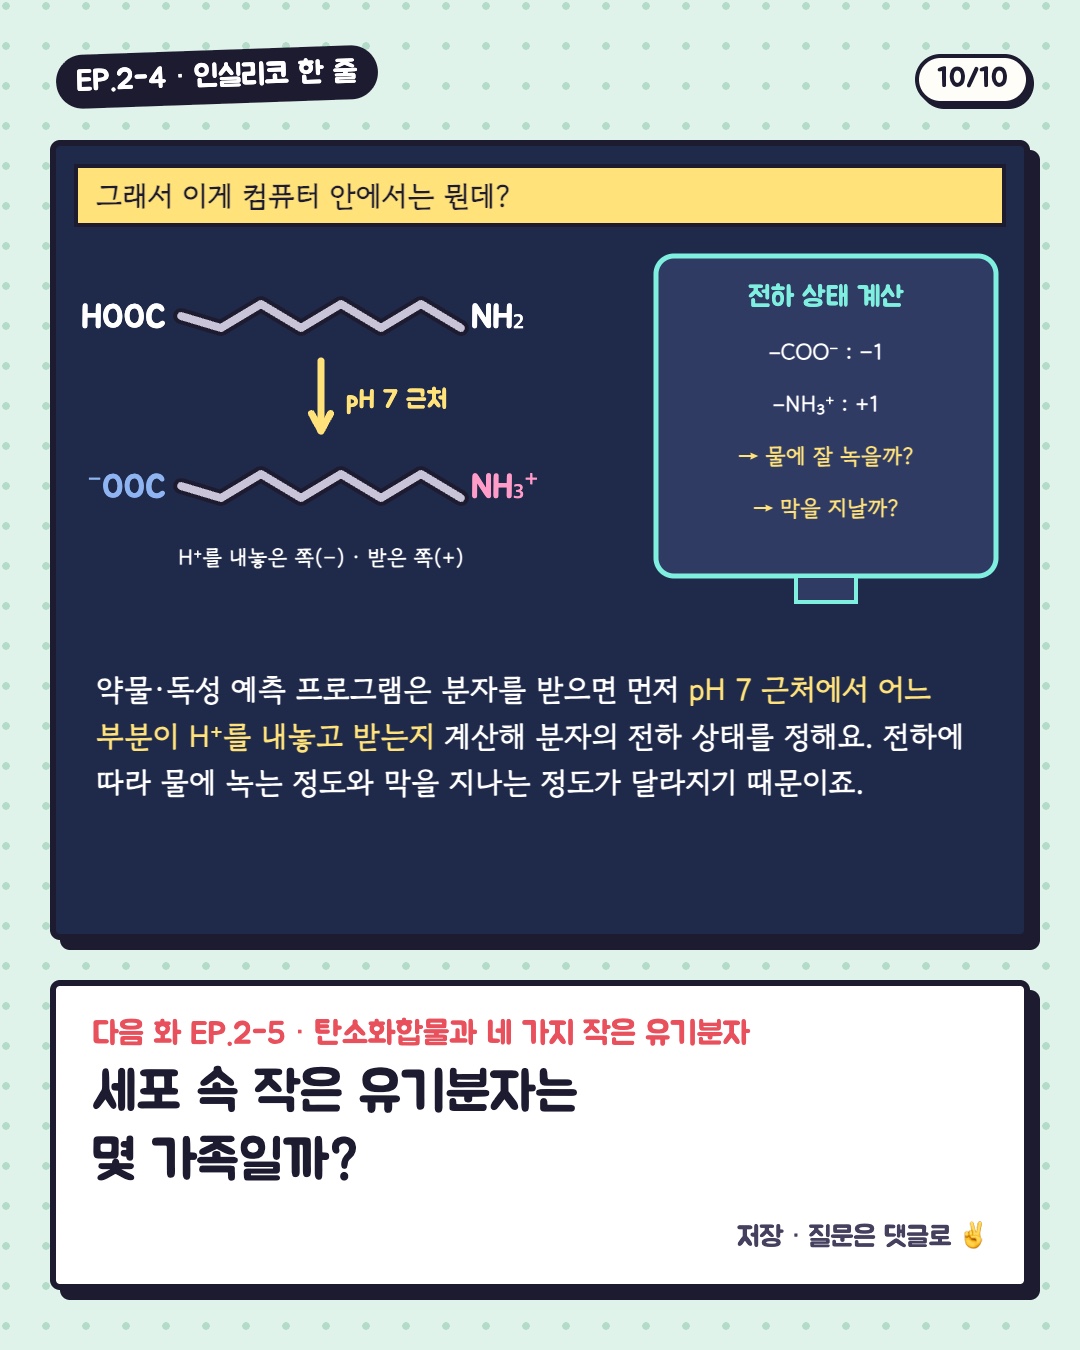 EP.2-4 · 인실리코 한 줄
10/10
그래서 이게 컴퓨터 안에서는 뭔데?
HOOC NH₂
pH 7 근처
⁻OOC NH₃⁺
H⁺를 내놓은 쪽(−) · 받은 쪽(+)
전하 상태 계산
–COO⁻ : −1
–NH₃⁺ : +1
→ 물에 잘 녹을까?
→ 막을 지날까?
약물·독성 예측 프로그램은 분자를 받으면 먼저 pH 7 근처에서 어느
부분이 H⁺를 내놓고 받는지 계산해 분자의 전하 상태를 정해요. 전하에
따라 물에 녹는 정도와 막을 지나는 정도가 달라지기 때문이죠.
다음 화 EP.2-5 · 탄소화합물과 네 가지 작은 유기분자
세포 속 작은 유기분자는
몇 가족일까?
저장 · 질문은 댓글로 ✌️